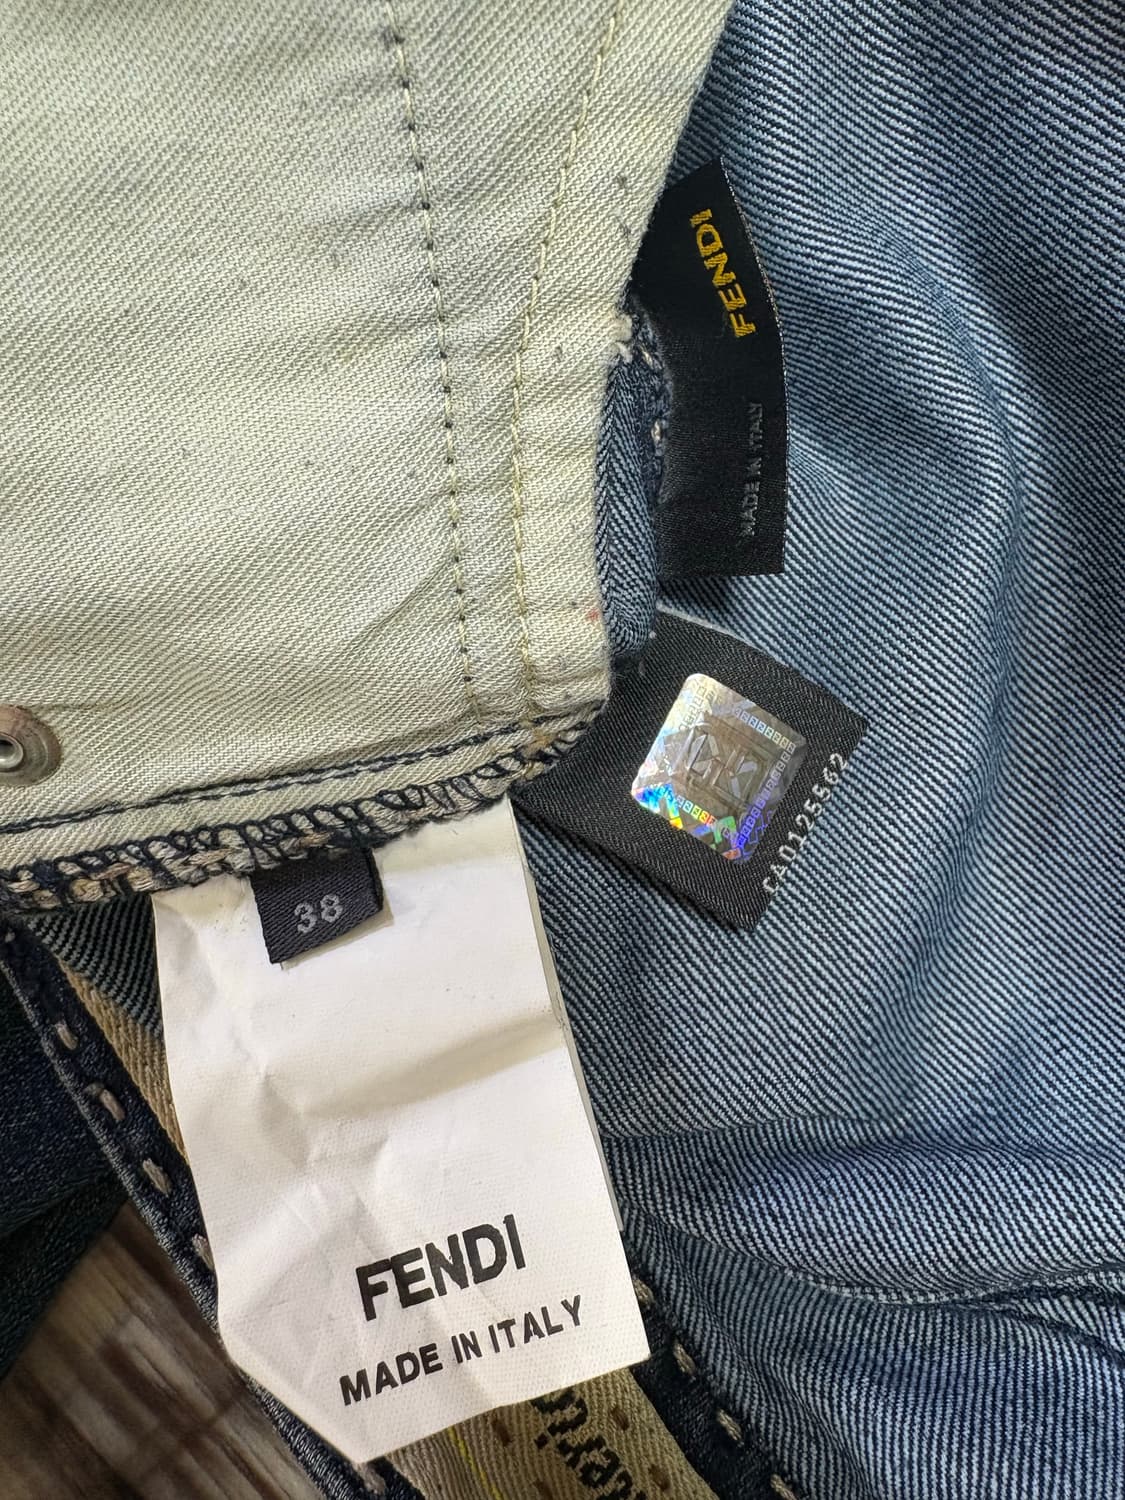 FENDI
MADE IN ITALY
CA0125562
38
FENDI
MADE IN ITALY